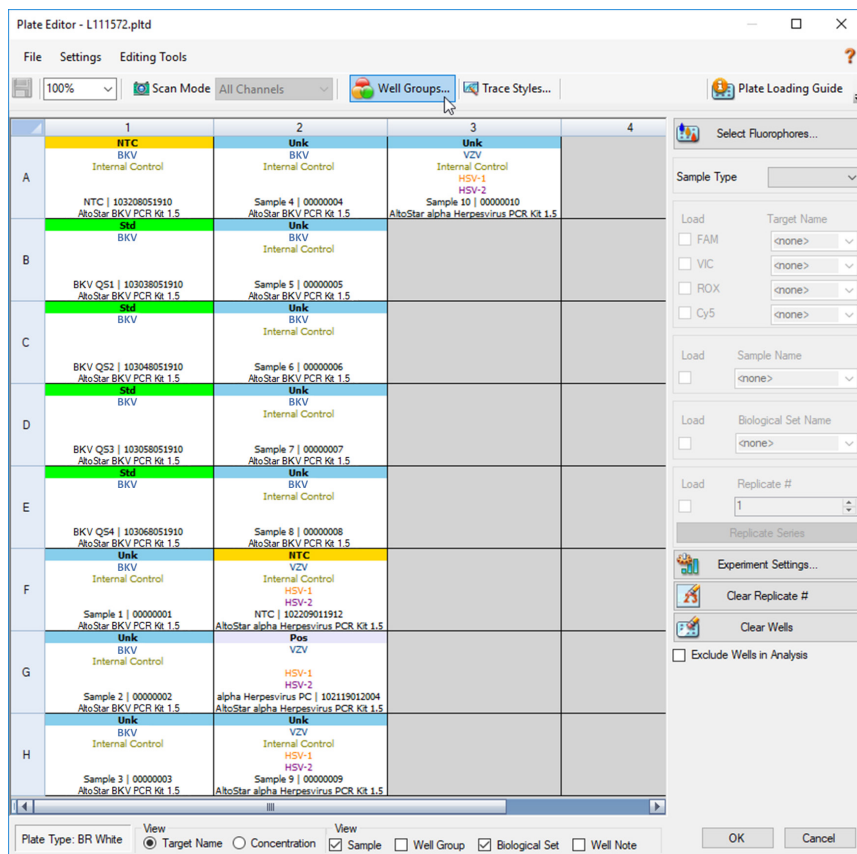 Plate Editor - L111572.pltd
File Settings Editing Tools
?
100% Scan Mode All Channels Well Groups... Trace Styles... Plate Loading Guide
1 2 3 4
A
NTC
BKV
Internal Control
NTC | 103208051910
AltoStar BKV PCR Kit 1.5
Unk
BKV
Internal Control
Sample 4 | 00000004
AltoStar BKV PCR Kit 1.5
Unk
VZV
Internal Control
HSV-1
HSV-2
Sample 10 | 00000010
AltoStar alpha Herpesvirus PCR Kit 1.5
B
Std
BKV
BKV QS1 | 103038051910
AltoStar BKV PCR Kit 1.5
Unk
BKV
Internal Control
Sample 5 | 00000005
AltoStar BKV PCR Kit 1.5
C
Std
BKV
BKV QS2 | 103048051910
AltoStar BKV PCR Kit 1.5
Unk
BKV
Internal Control
Sample 6 | 00000006
AltoStar BKV PCR Kit 1.5
D
Std
BKV
BKV QS3 | 103058051910
AltoStar BKV PCR Kit 1.5
Unk
BKV
Internal Control
Sample 7 | 00000007
AltoStar BKV PCR Kit 1.5
E
Std
BKV
BKV QS4 | 103068051910
AltoStar BKV PCR Kit 1.5
Unk
BKV
Internal Control
Sample 8 | 00000008
AltoStar BKV PCR Kit 1.5
F
Unk
BKV
Internal Control
Sample 1 | 00000001
AltoStar BKV PCR Kit 1.5
NTC
VZV
Internal Control
HSV-1
HSV-2
NTC | 102209011912
AltoStar alpha Herpesvirus PCR Kit 1.5
G
Unk
BKV
Internal Control
Sample 2 | 00000002
AltoStar BKV PCR Kit 1.5
Pos
VZV
HSV-1
HSV-2
alpha Herpesvirus PC | 102119012004
AltoStar alpha Herpesvirus PCR Kit 1.5
H
Unk
BKV
Internal Control
Sample 3 | 00000003
AltoStar BKV PCR Kit 1.5
Unk
VZV
Internal Control
HSV-1
HSV-2
Sample 9 | 00000009
AltoStar alpha Herpesvirus PCR Kit 1.5
Select Fluorophores...
Sample Type
Load Target Name
FAM <none>
VIC <none>
ROX <none>
Cy5 <none>
Load Sample Name
<none>
Load Biological Set Name
<none>
Load Replicate #
1
Replicate Series
Experiment Settings...
Clear Replicate #
Clear Wells
Exclude Wells in Analysis
Plate Type: BR White
View
Target Name Concentration
View
Sample Well Group Biological Set Well Note
OK Cancel